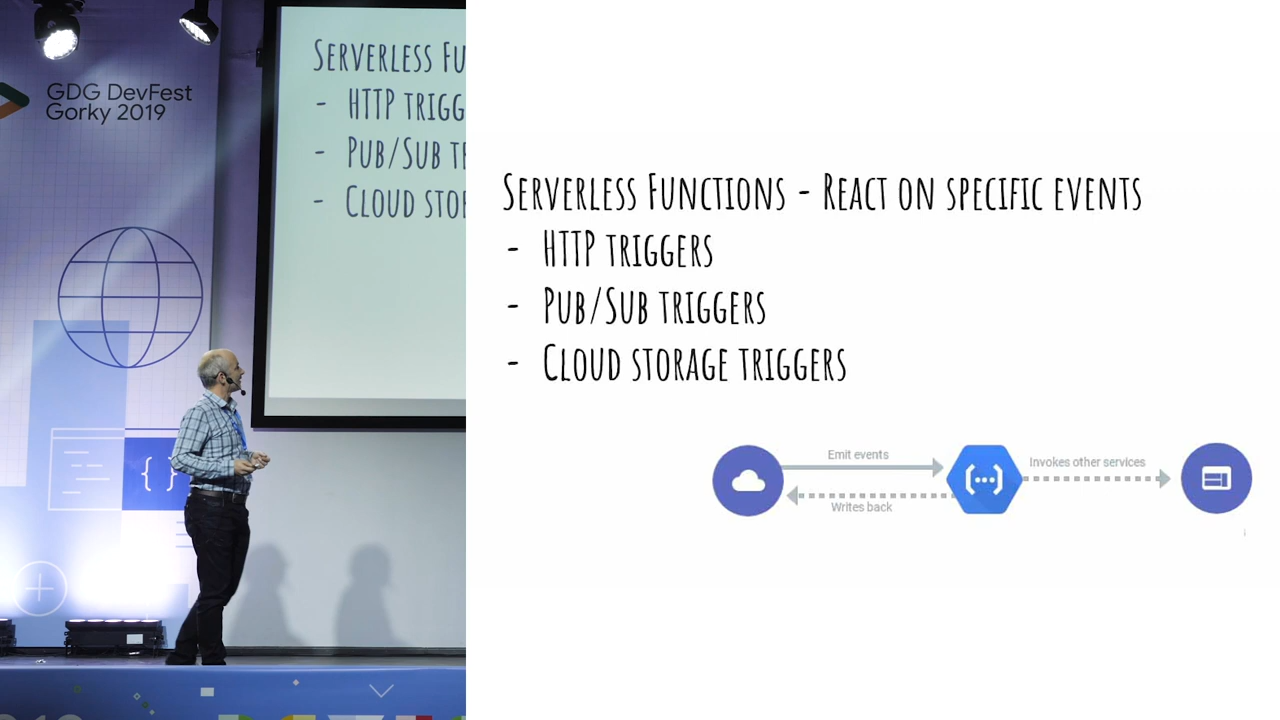 GDG DevFest
Gorky 2019
SERVERLESS FU
- HTTP TRIGG
- PUB/SUB
- CLOUD
SERVERLESS FUNCTIONS - REACT ON SPECIFIC EVENTS
- HTTP TRIGGERS
- PUB/SUB TRIGGERS
- CLOUD STORAGE TRIGGERS
Emit events
Writes back
Invokes other services
{ }